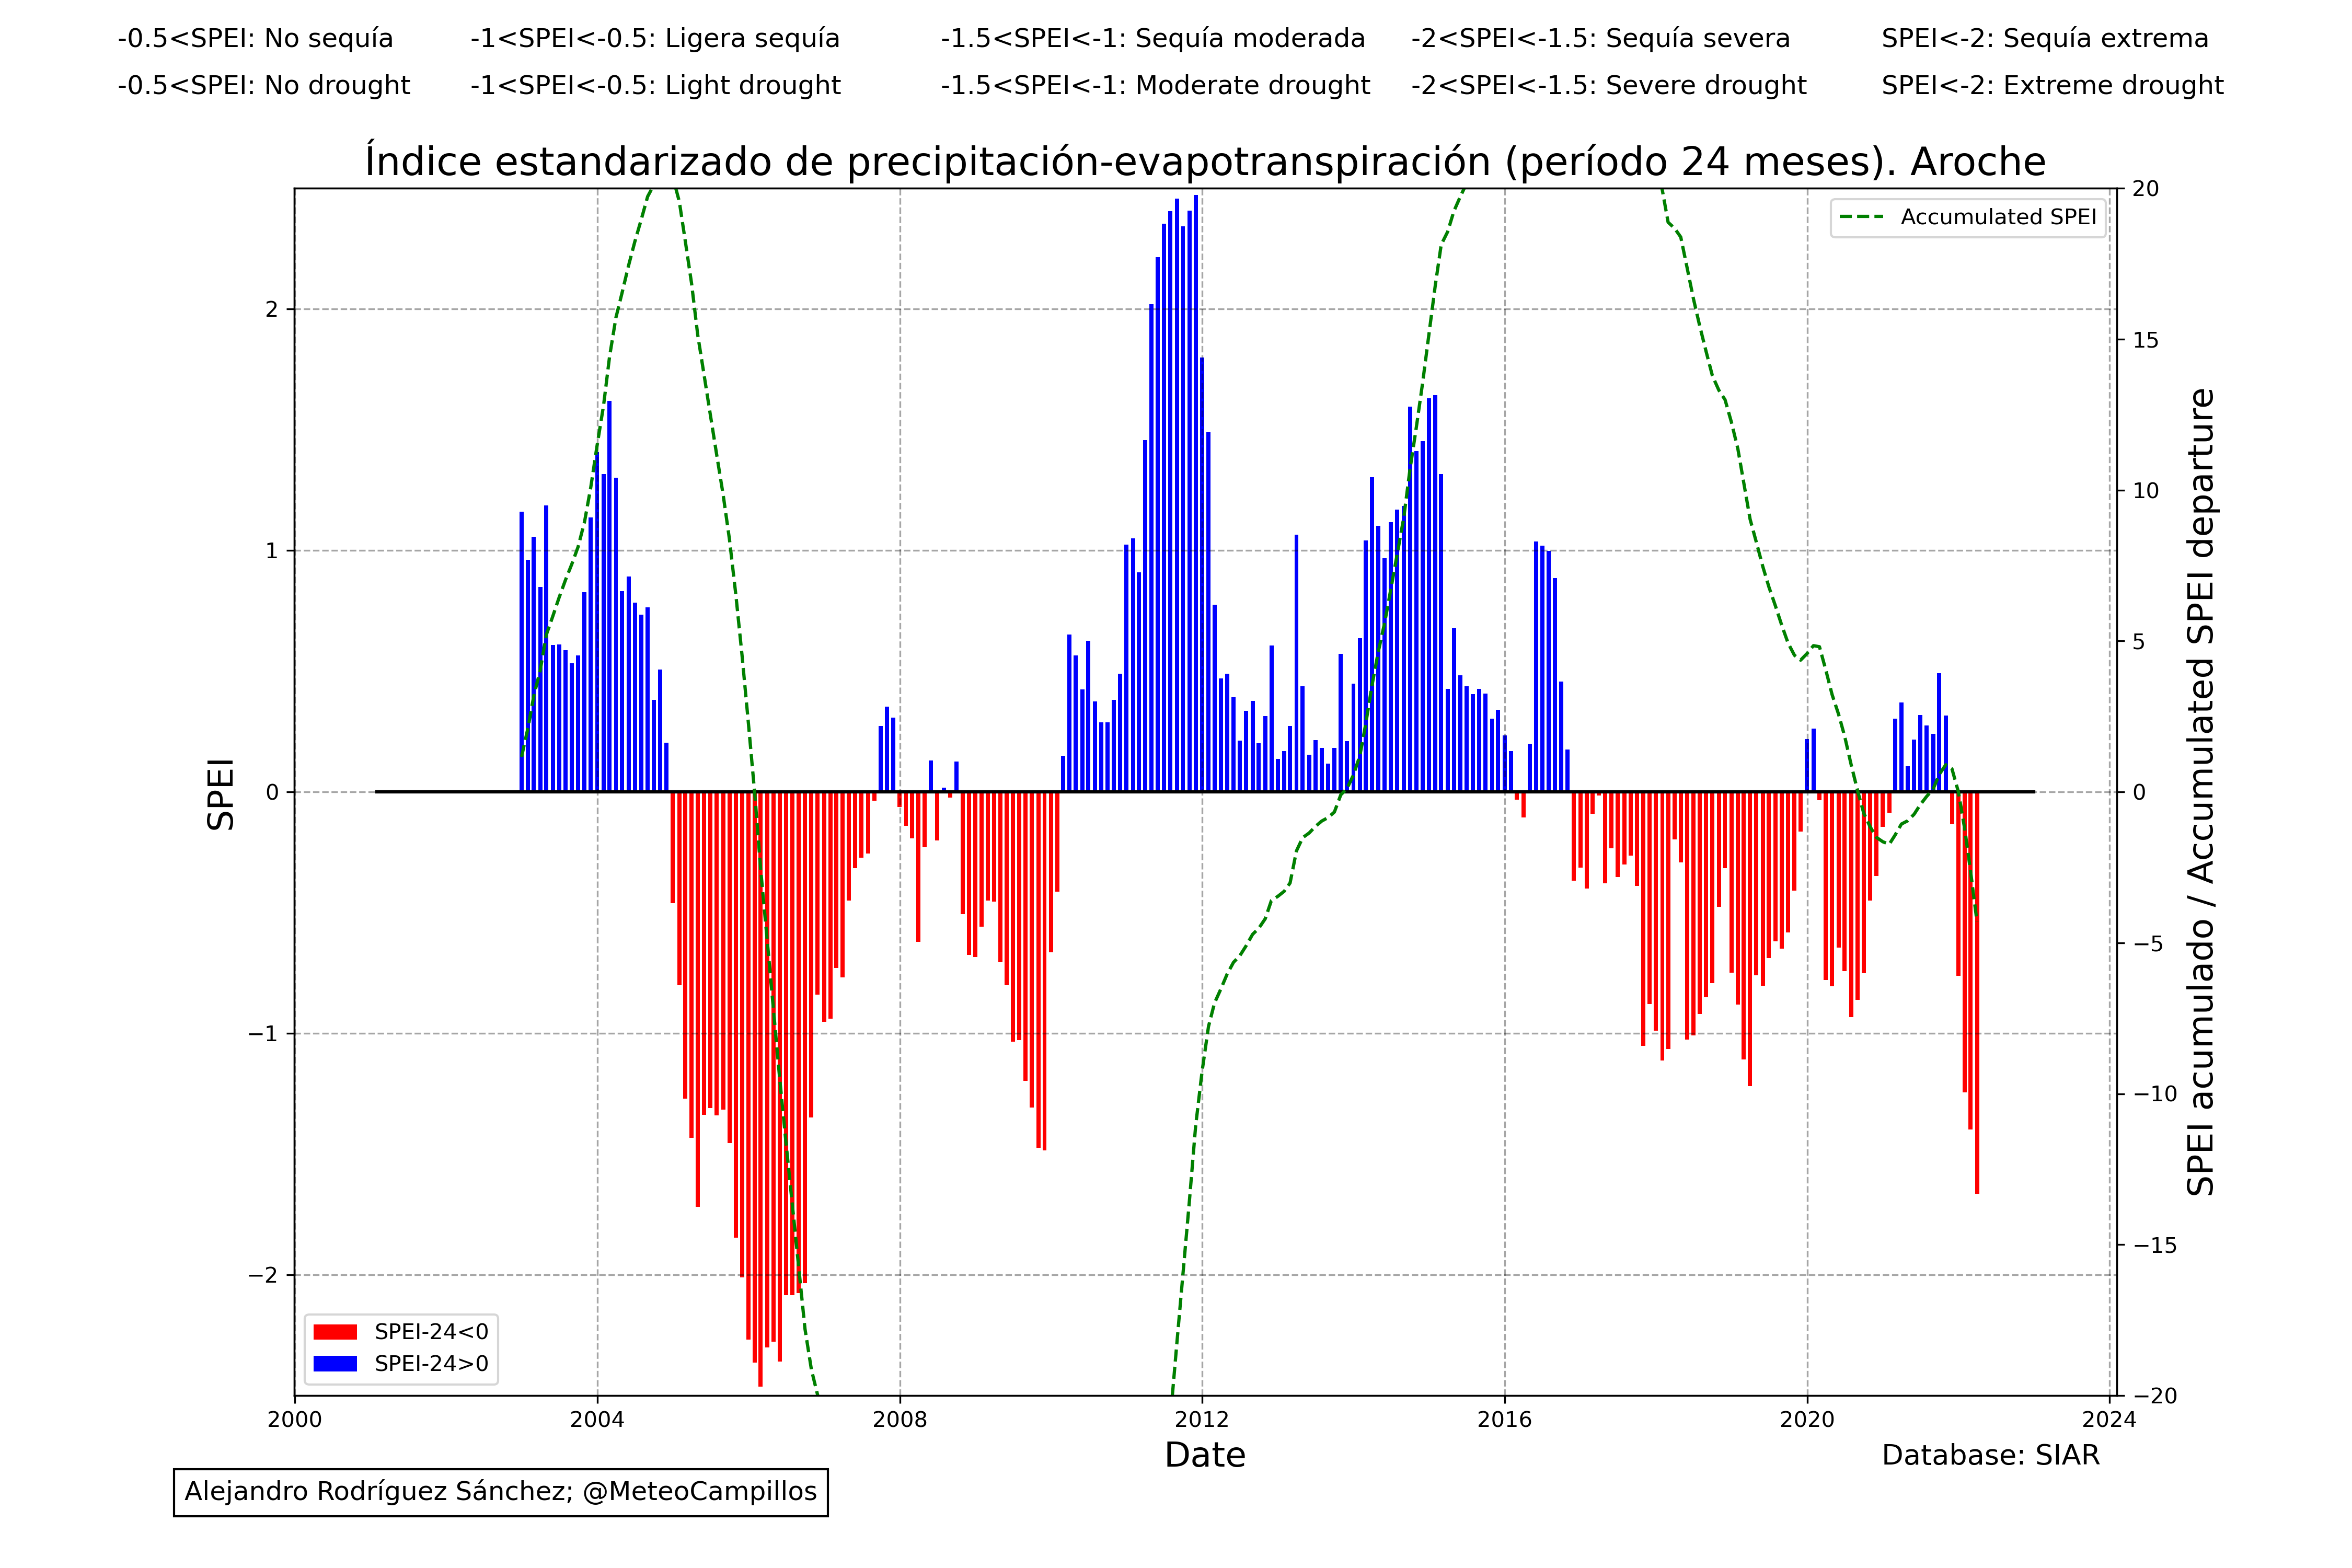 -0.5<SPEI: No sequía -1<SPEI<-0.5: Ligera sequía -1.5<SPEI<-1: Sequía moderada -2<SPEI<-1.5: Sequía severa SPEI<-2: Sequía extrema
-0.5<SPEI: No drought -1<SPEI<-0.5: Light drought -1.5<SPEI<-1: Moderate drought -2<SPEI<-1.5: Severe drought SPEI<-2: Extreme drought
Índice estandarizado de precipitación-evapotranspiración (período 24 meses). Aroche
SPEI
2
1
0
−1
−2
Accumulated SPEI
SPEI-24<0
SPEI-24>0
20
15
10
5
0
−5
−10
−15
−20
SPEI acumulado / Accumulated SPEI departure
2000 2004 2008 2012 2016 2020 2024
Date
Database: SIAR
Alejandro Rodríguez Sánchez; @MeteoCampillos